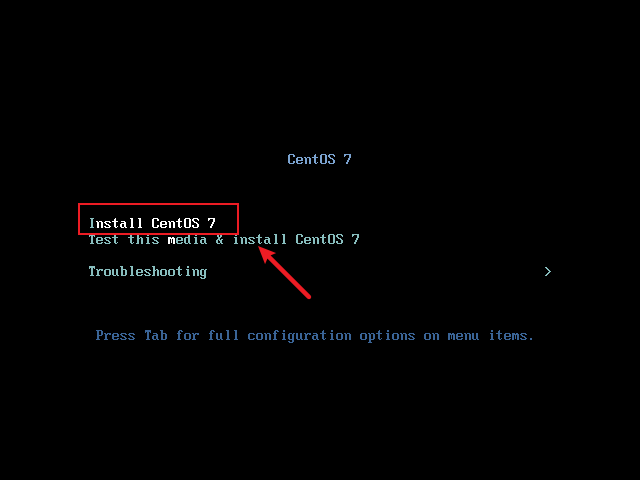 CentOS 7
Install CentOS 7
Test this media & install CentOS 7
Troubleshooting >
Press Tab for full configuration options on menu items.